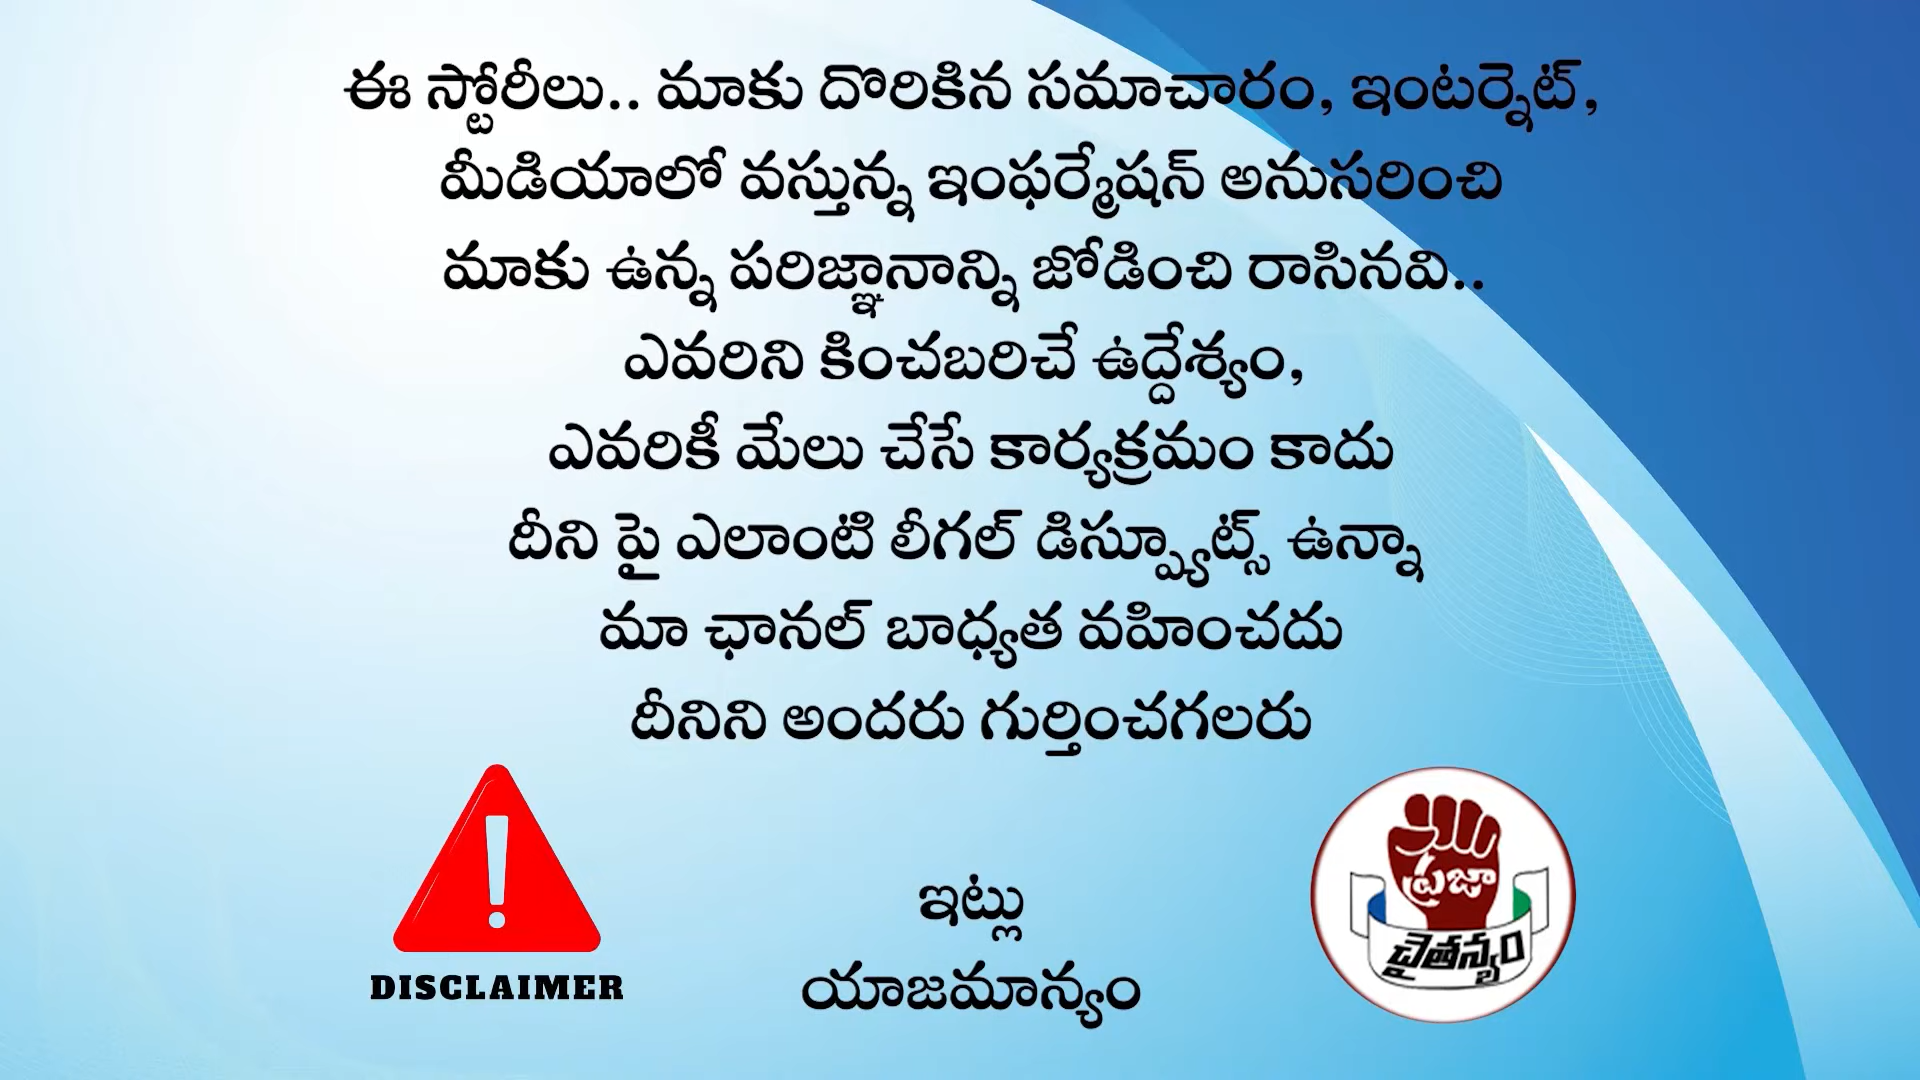 ఈ స్టోరీలు.. మాకు దొరికిన సమాచారం, ఇంటర్నెట్,
మీడియాలో వస్తున్న ఇంఫర్మేషన్ అనుసరించి
మాకు ఉన్న పరిజ్ఞానాన్ని జోడించి రాసినవి..
ఎవరిని కించబరిచే ఉద్దేశ్యం,
ఎవరికీ మేలు చేసే కార్యక్రమం కాదు
దీని పై ఎలాంటి లీగల్ డిస్ప్యూట్స్ ఉన్నా
మా ఛానల్ బాధ్యత వహించదు
దీనిని అందరు గుర్తించగలరు
ఇట్లు
యాజమాన్యం
DISCLAIMER
ప్రజా
చైతన్యం